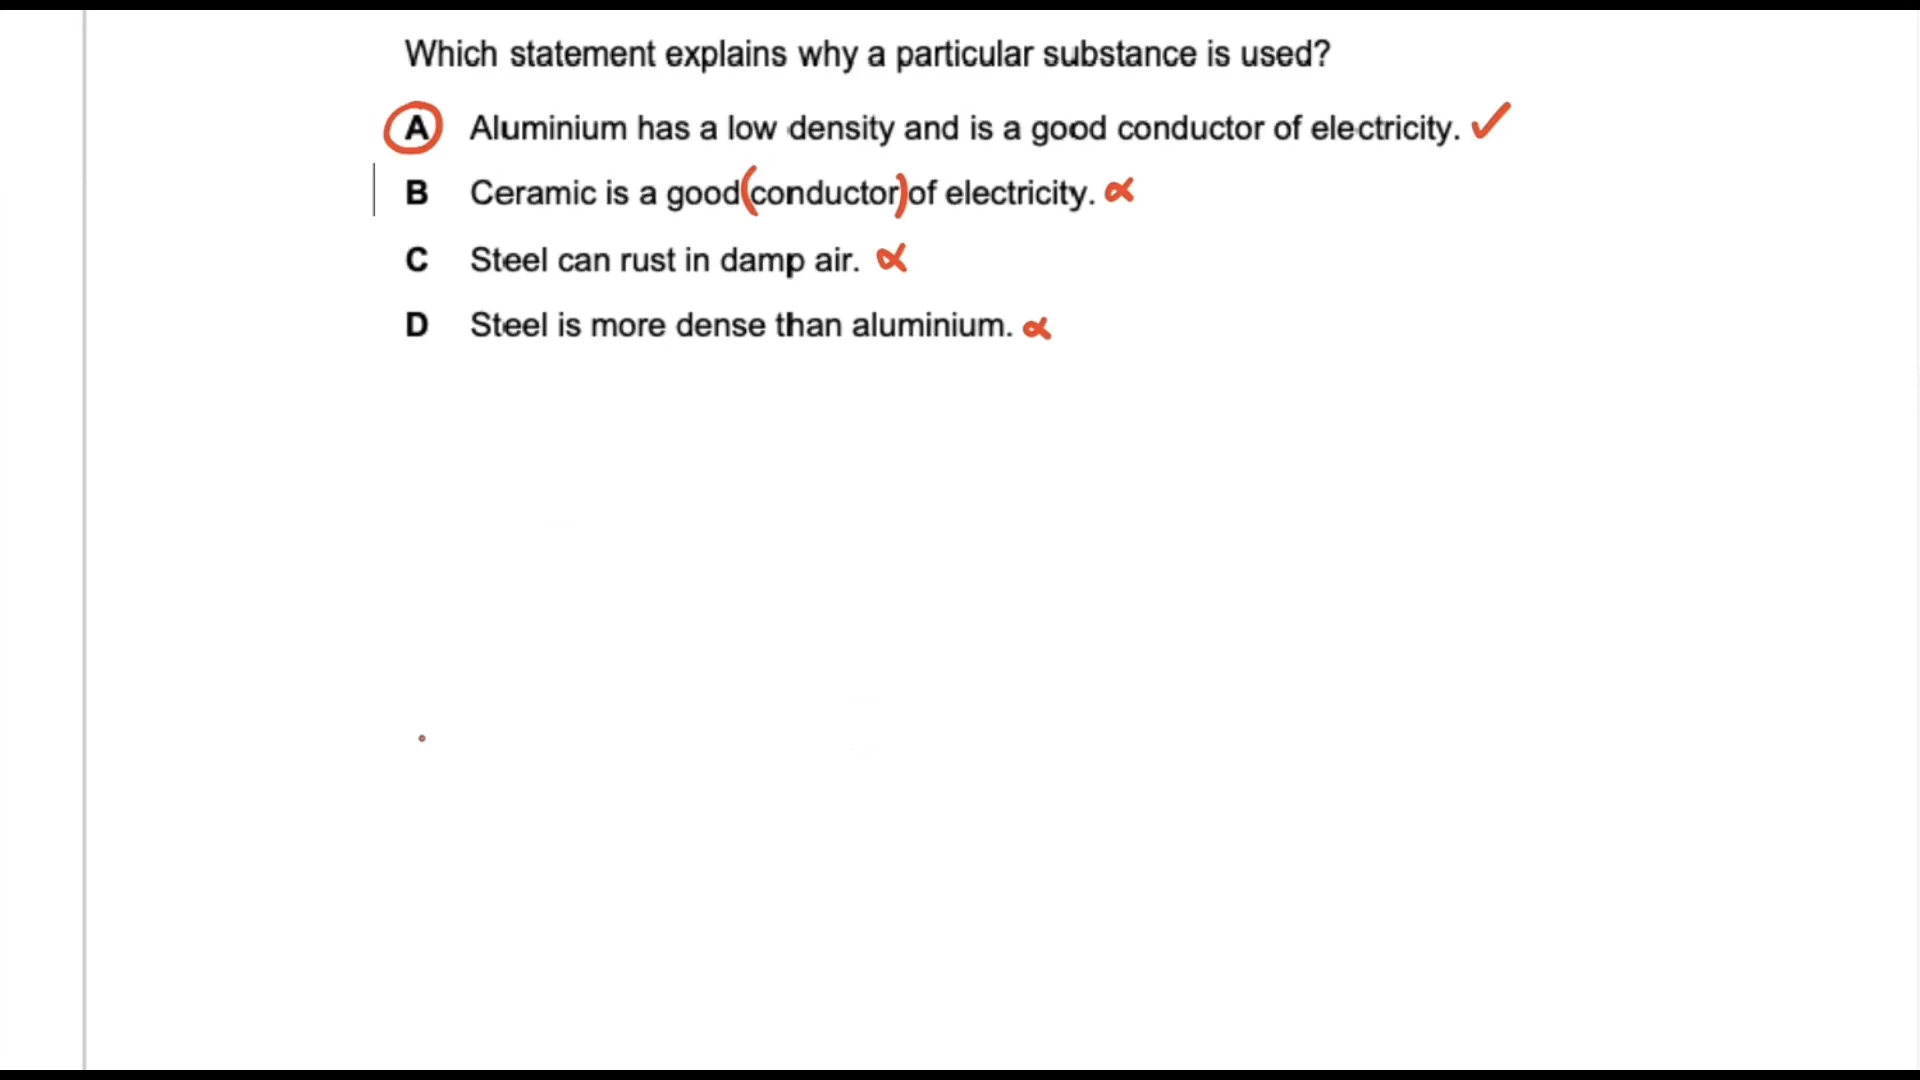 Which statement explains why a particular substance is used?
A Aluminium has a low density and is a good conductor of electricity. ✓
B Ceramic is a good (conductor) of electricity. ✗
C Steel can rust in damp air. ✗
D Steel is more dense than aluminium. ✗